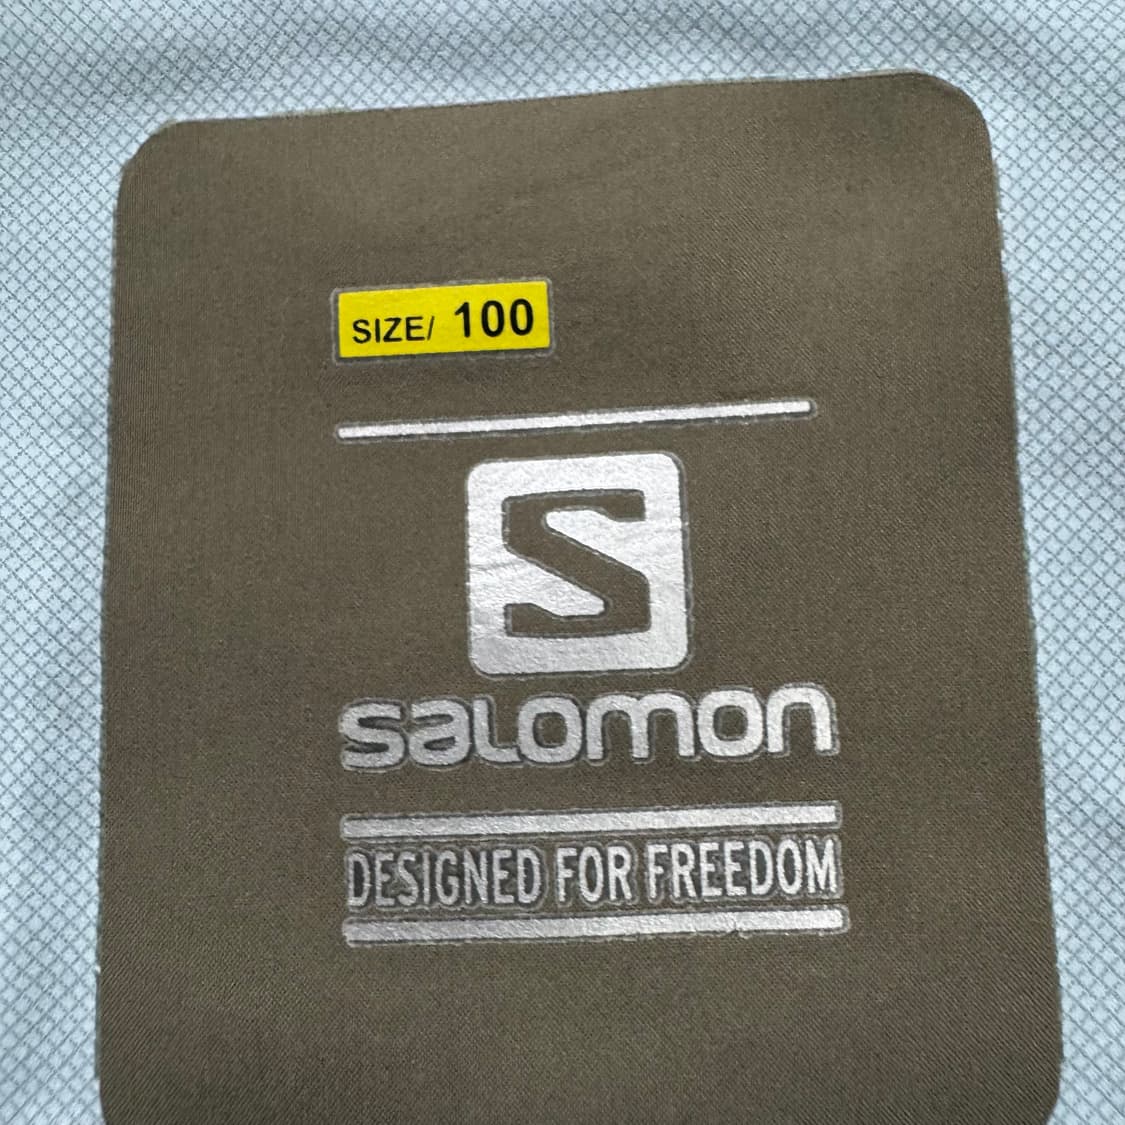 SIZE/ 100
S
salomon
DESIGNED FOR FREEDOM